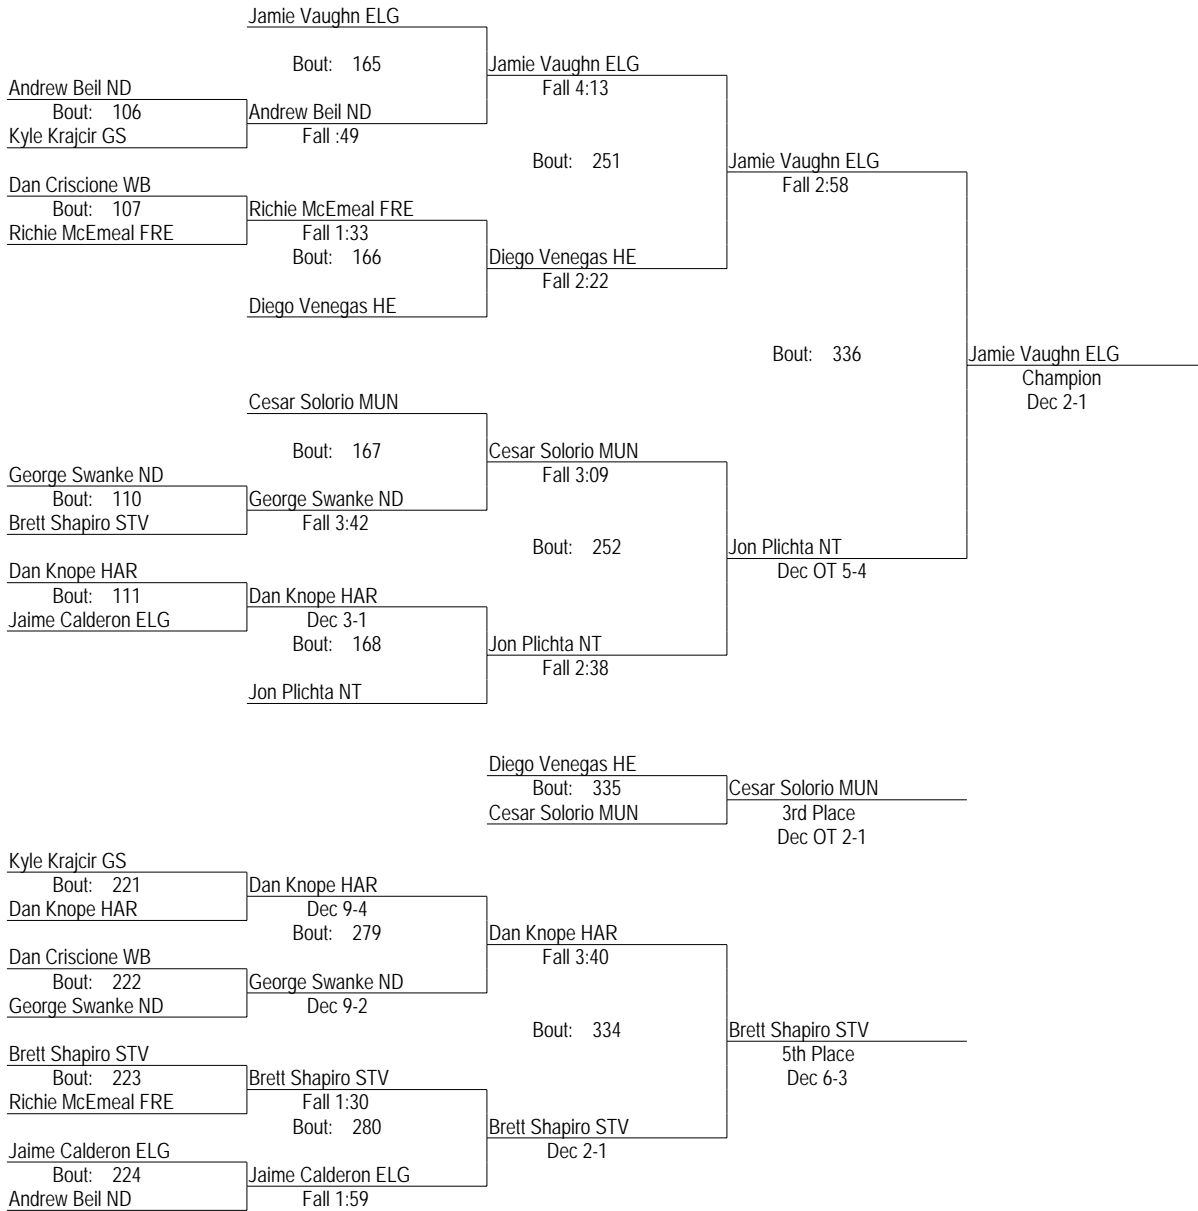 Jamie Vaughn ELG
Bout: 165
Jamie Vaughn ELG
Andrew Beil ND
Fall 4:13
Bout: 106
Andrew Beil ND
Kyle Krajcir GS
Fall :49
Bout: 251
Jamie Vaughn ELG
Dan Criscione WB
Fall 2:58
Bout: 107
Richie McEmeal FRE
Richie McEmeal FRE
Fall 1:33
Bout: 166
Diego Venegas HE
Fall 2:22
Diego Venegas HE
Bout: 336
Jamie Vaughn ELG
Champion
Cesar Solorio MUN
Dec 2-1
Bout: 167
Cesar Solorio MUN
George Swanke ND
Fall 3:09
Bout: 110
George Swanke ND
Brett Shapiro STV
Fall 3:42
Bout: 252
Jon Plichta NT
Dan Knope HAR
Dec OT 5-4
Bout: 111
Dan Knope HAR
Jaime Calderon ELG
Dec 3-1
Bout: 168
Jon Plichta NT
Fall 2:38
Jon Plichta NT
Diego Venegas HE
Bout: 335
Cesar Solorio MUN
Cesar Solorio MUN
3rd Place
Dec OT 2-1
Kyle Krajcir GS
Bout: 221
Dan Knope HAR
Dan Knope HAR
Dec 9-4
Bout: 279
Dan Knope HAR
Dan Criscione WB
Fall 3:40
Bout: 222
George Swanke ND
George Swanke ND
Dec 9-2
Bout: 334
Brett Shapiro STV
Brett Shapiro STV
5th Place
Bout: 223
Brett Shapiro STV
Dec 6-3
Richie McEmeal FRE
Fall 1:30
Bout: 280
Brett Shapiro STV
Jaime Calderon ELG
Dec 2-1
Bout: 224
Jaime Calderon ELG
Andrew Beil ND
Fall 1:59